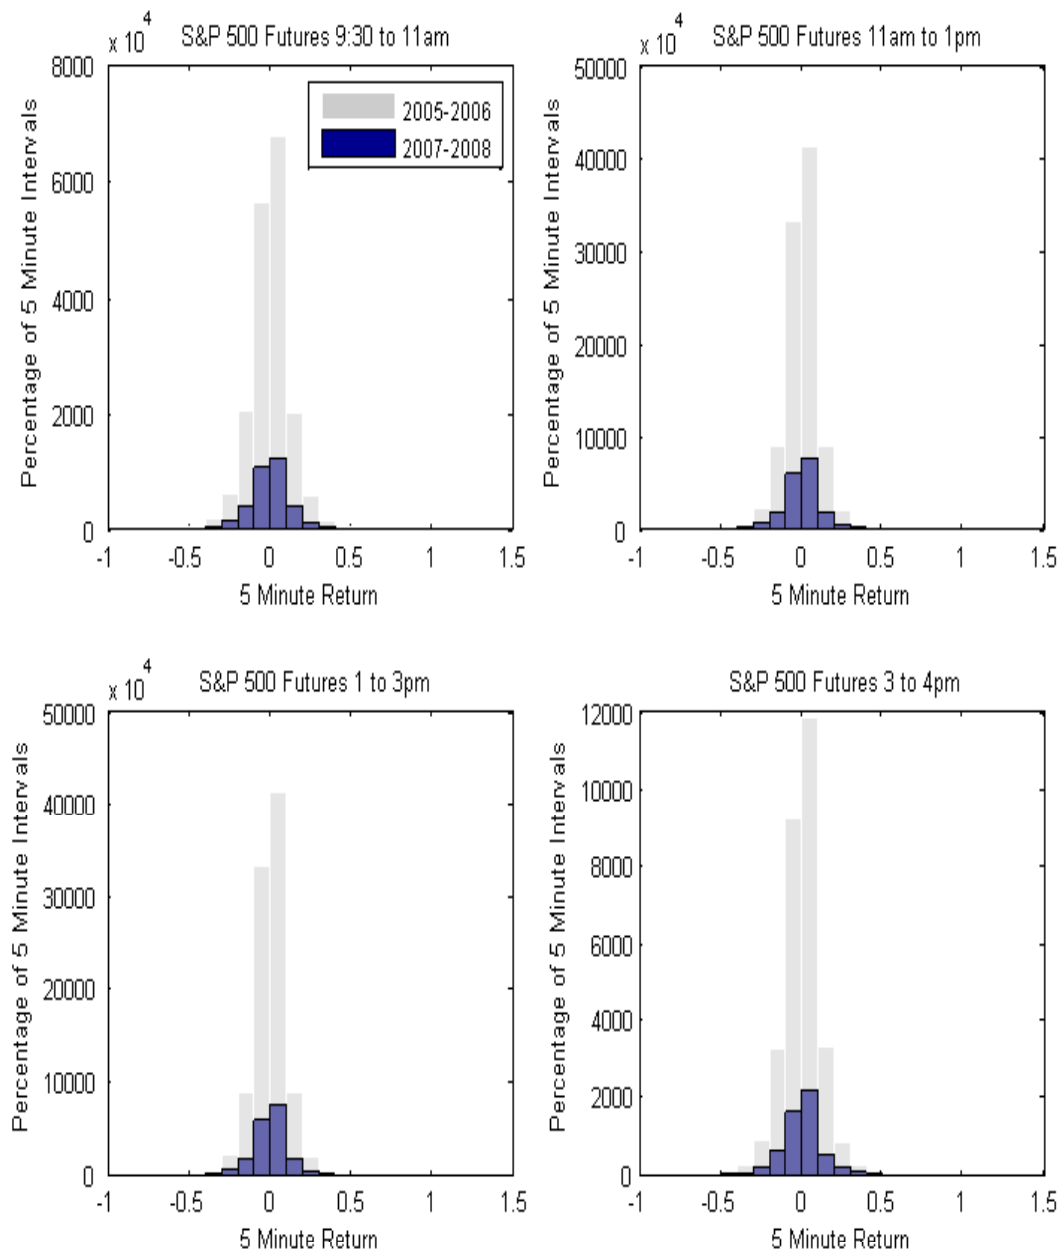 x 10^4
S&P 500 Futures 9:30 to 11am
8000
6000
4000
2000
0
Percentage of 5 Minute Intervals
2005-2006
2007-2008
-1 -0.5 0 0.5 1 1.5
5 Minute Return
x 10^4
S&P 500 Futures 11am to 1pm
50000
40000
30000
20000
10000
0
Percentage of 5 Minute Intervals
-1 -0.5 0 0.5 1 1.5
5 Minute Return
x 10^4
S&P 500 Futures 1 to 3pm
50000
40000
30000
20000
10000
0
Percentage of 5 Minute Intervals
-1 -0.5 0 0.5 1 1.5
5 Minute Return
S&P 500 Futures 3 to 4pm
12000
10000
8000
6000
4000
2000
0
Percentage of 5 Minute Intervals
-1 -0.5 0 0.5 1 1.5
5 Minute Return